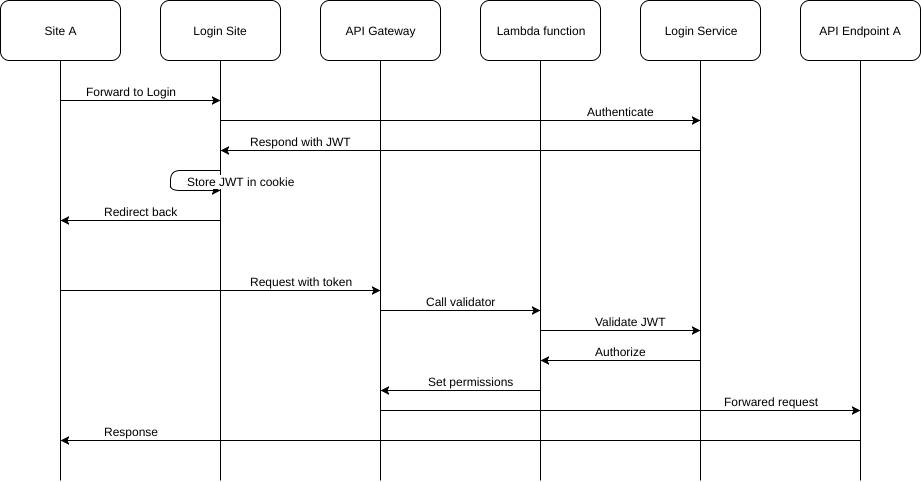 Site A
Login Site
API Gateway
Lambda function
Login Service
API Endpoint A
Forward to Login
Authenticate
Respond with JWT
Store JWT in cookie
Redirect back
Request with token
Call validator
Validate JWT
Authorize
Set permissions
Forwared request
Response